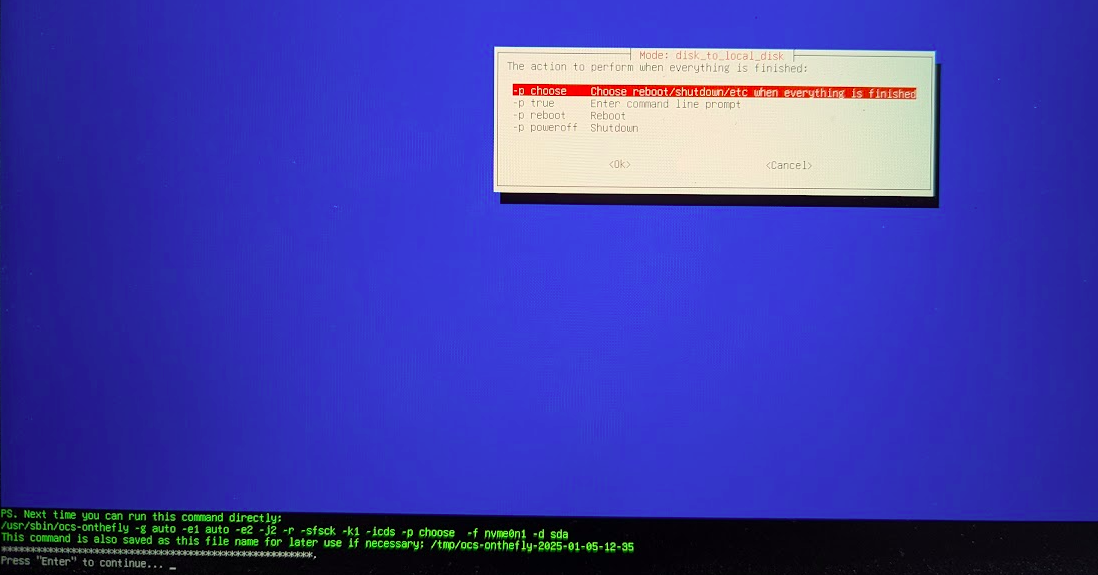 Mode: disk_to_local_disk
The action to perform when everything is finished:
-p choose Choose reboot/shutdown/etc when everything is finished
-p true Enter command line prompt
-p reboot Reboot
-p poweroff Shutdown
<Ok> <Cancel>
PS. Next time you can run this command directly:
/usr/sbin/ocs-onthefly -g auto -e1 auto -e2 -j2 -r -sfsck -k1 -icds -p choose -f nvme0n1 -d sda
This command is also saved as this file name for later use if necessary: /tmp/ocs-onthefly-2025-01-05-12-35
***********************************************************.
Press "Enter" to continue... _